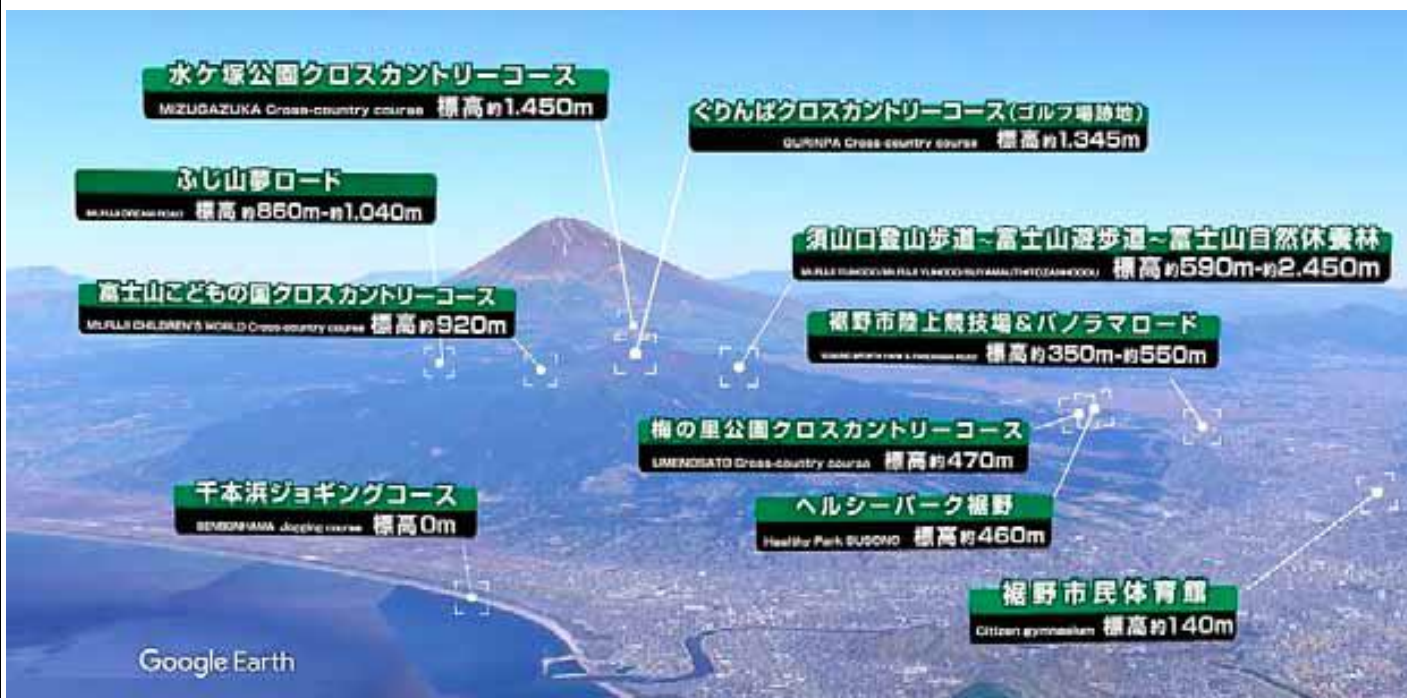 水ケ塚公園クロスカントリーコース
MIZUGAZUKA Cross-country course 標高約1.450m
ぐりんぱクロスカントリーコース(ゴルフ場跡地)
GURINPA Cross-country course 標高約1.345m
ふじ山夢ロード
Mt.FUJI DREAM ROAD 標高約860m-約1.040m
須山口登山歩道~富士山遊歩道~富士山自然休養林
標高約590m-約2.450m
富士山こどもの国クロスカントリーコース
Mt.FUJI CHILDREN'S WORLD Cross-country course 標高約920m
裾野市陸上競技場&パノラマロード
標高約350m-約550m
梅の里公園クロスカントリーコース
UMENOSATO Cross-country course 標高約470m
千本浜ジョギングコース
SENBONHAMA Jogging course 標高0m
ヘルシーパーク裾野
Healthy Park SUSONO 標高約460m
裾野市民体育館
Citizen gymnasium 標高約140m
Google Earth